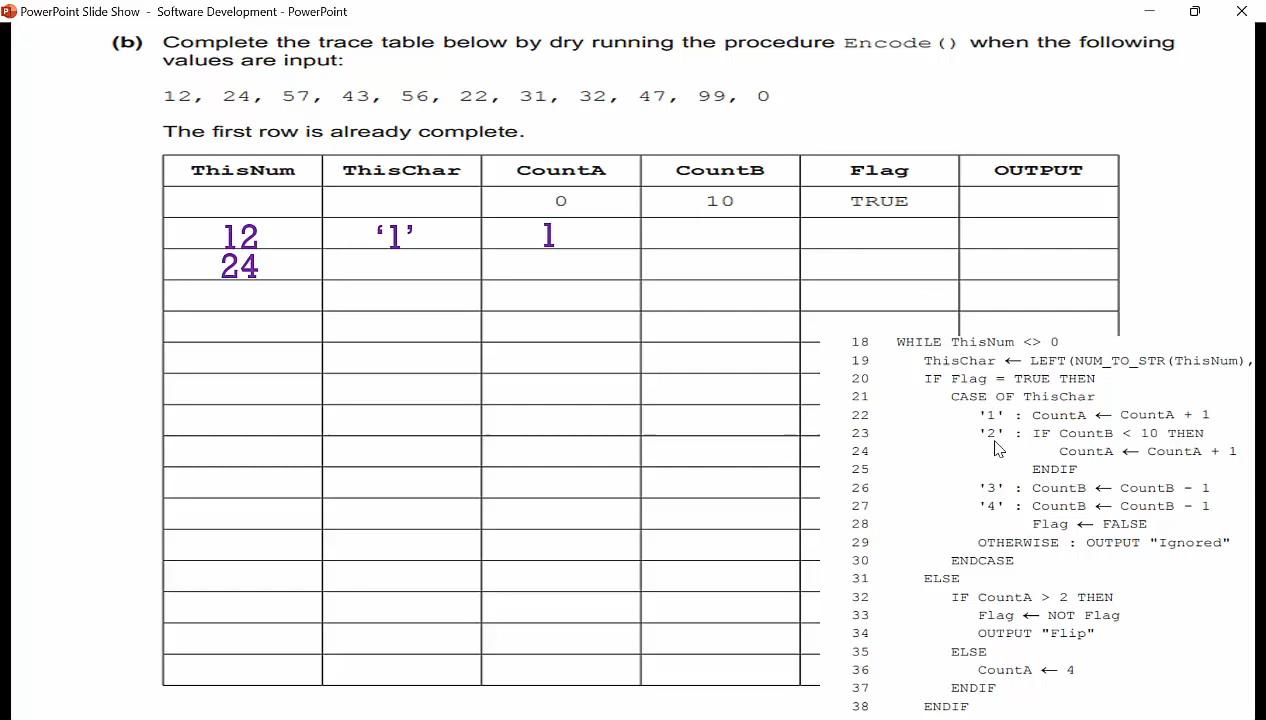 PowerPoint Slide Show - Software Development - PowerPoint
(b) Complete the trace table below by dry running the procedure Encode() when the following
values are input:
12, 24, 57, 43, 56, 22, 31, 32, 47, 99, 0
The first row is already complete.
ThisNum ThisChar CountA CountB Flag OUTPUT
0 10 TRUE
12 ‘1’ 1
24
18 WHILE ThisNum <> 0
19 ThisChar ← LEFT(NUM_TO_STR(ThisNum),
20 IF Flag = TRUE THEN
21 CASE OF ThisChar
22 '1' : CountA ← CountA + 1
23 '2' : IF CountB < 10 THEN
24 CountA ← CountA + 1
25 ENDIF
26 '3' : CountB ← CountB - 1
27 '4' : CountB ← CountB - 1
28 Flag ← FALSE
29 OTHERWISE : OUTPUT "Ignored"
30 ENDCASE
31 ELSE
32 IF CountA > 2 THEN
33 Flag ← NOT Flag
34 OUTPUT "Flip"
35 ELSE
36 CountA ← 4
37 ENDIF
38 ENDIF